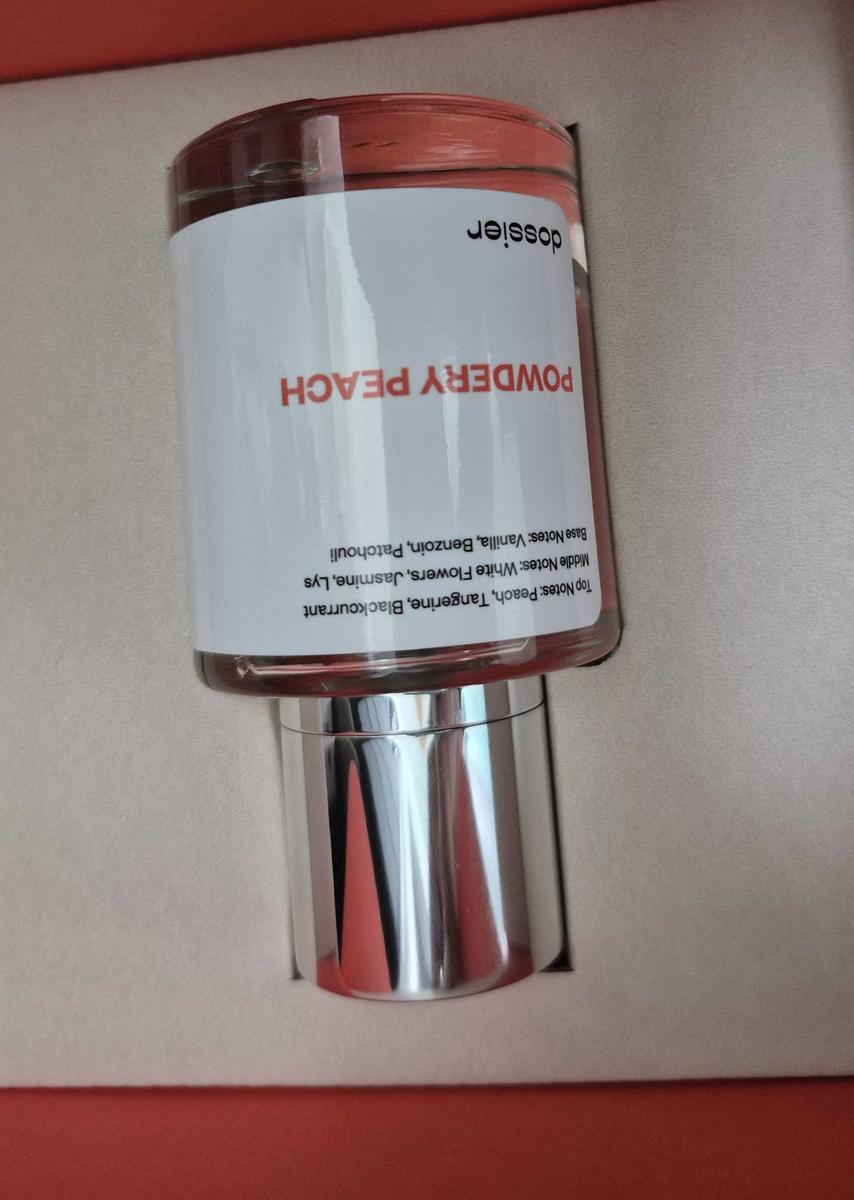 Top Notes: Peach, Tangerine, Blackcurrant
Middle Notes: White Flowers, Jasmine, Lys
Base Notes: Vanilla, Benzoin, Patchouli
POWDERY PEACH
dossier